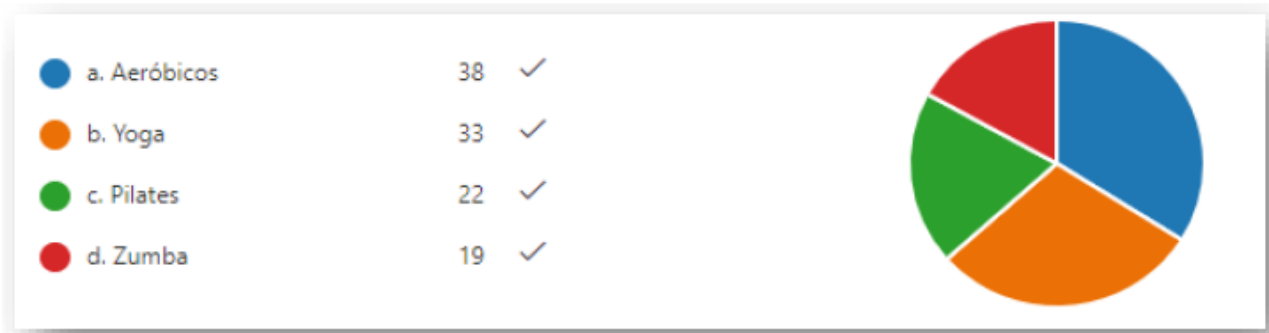 a. Aeróbicos 38
b. Yoga 33
c. Pilates 22
d. Zumba 19